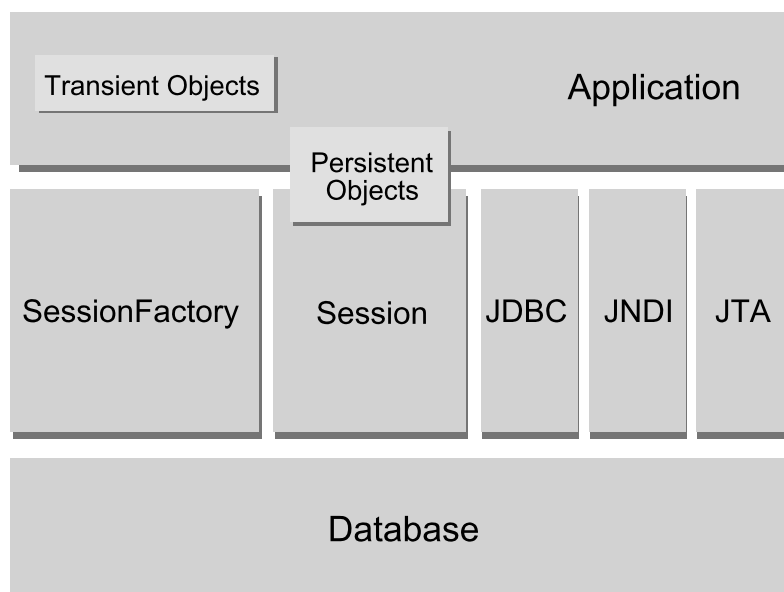 Transient Objects
Application
Persistent
Objects
SessionFactory
Session
JDBC
JNDI
JTA
Database